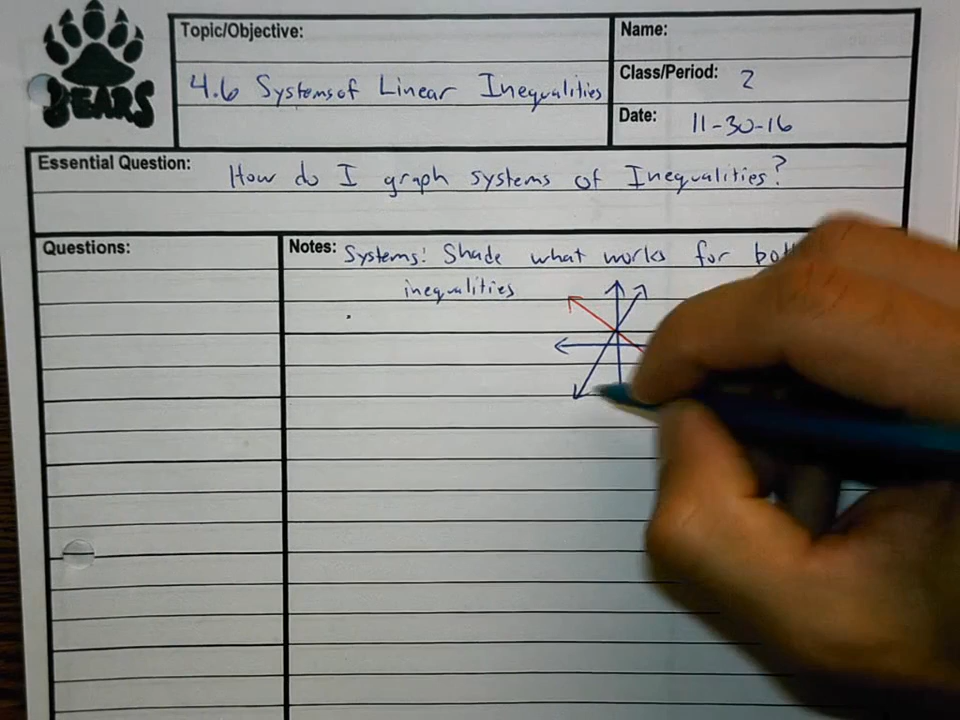 BEARS
Topic/Objective:
4.6 Systems of Linear Inequalities
Name:
Class/Period: 2
Date: 11-30-16
Essential Question: How do I graph systems of Inequalities?
Questions:
Notes: Systems: Shade what works for
inequalities